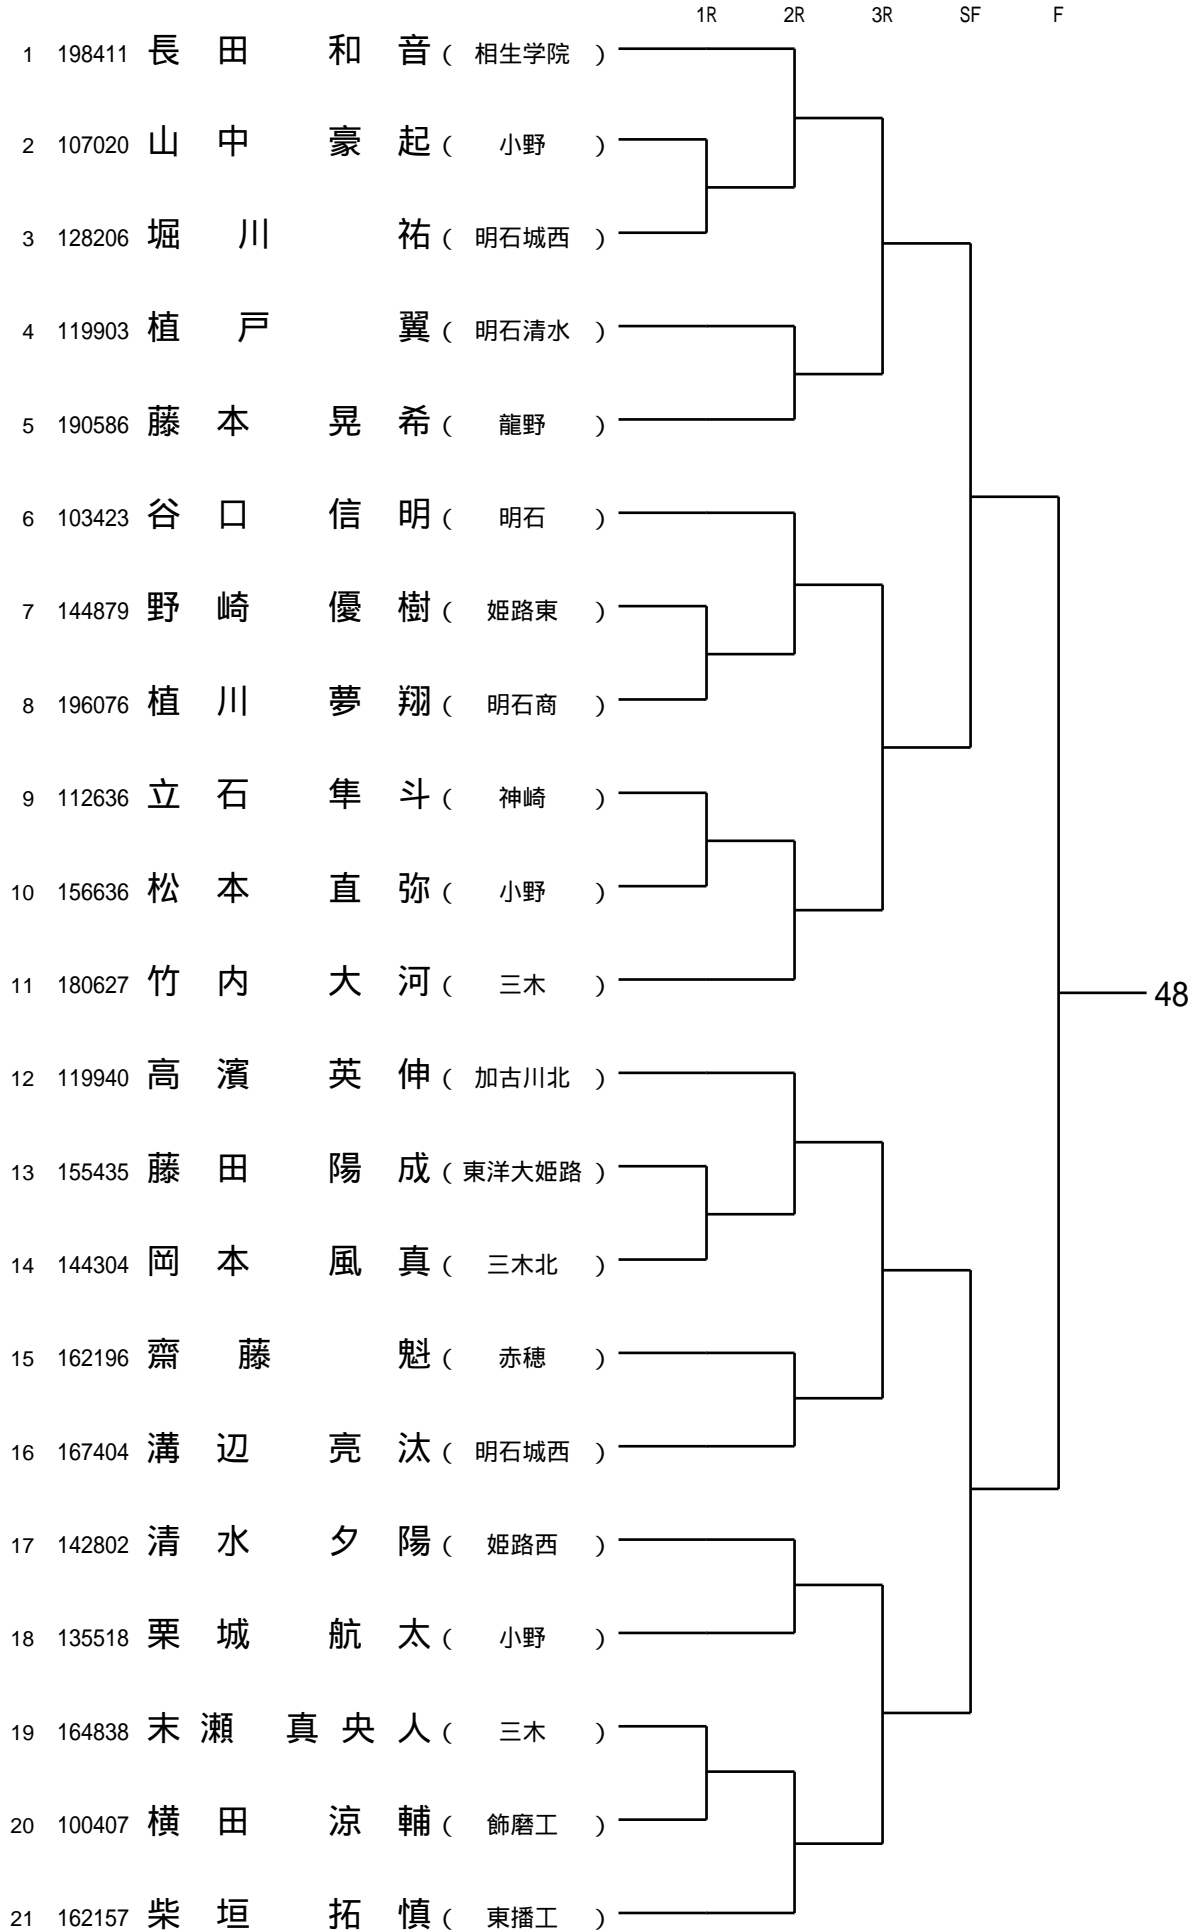 1R 2R 3R SF F
1 198411 長田 和音 ( 相生学院 )
2 107020 山中 豪起 ( 小野 )
3 128206 堀川 祐 ( 明石城西 )
4 119903 植戸 翼 ( 明石清水 )
5 190586 藤本 晃希 ( 龍野 )
6 103423 谷口 信明 ( 明石 )
7 144879 野崎 優樹 ( 姫路東 )
8 196076 植川 夢翔 ( 明石商 )
9 112636 立石 隼斗 ( 神崎 )
10 156636 松本 直弥 ( 小野 )
11 180627 竹内 大河 ( 三木 )
48
12 119940 高濱 英伸 ( 加古川北 )
13 155435 藤田 陽成 ( 東洋大姫路 )
14 144304 岡本 風真 ( 三木北 )
15 162196 齋藤 魁 ( 赤穂 )
16 167404 溝辺 亮汰 ( 明石城西 )
17 142802 清水 夕陽 ( 姫路西 )
18 135518 栗城 航太 ( 小野 )
19 164838 末瀬 真央人 ( 三木 )
20 100407 横田 涼輔 ( 飾磨工 )
21 162157 柴垣 拓慎 ( 東播工 )